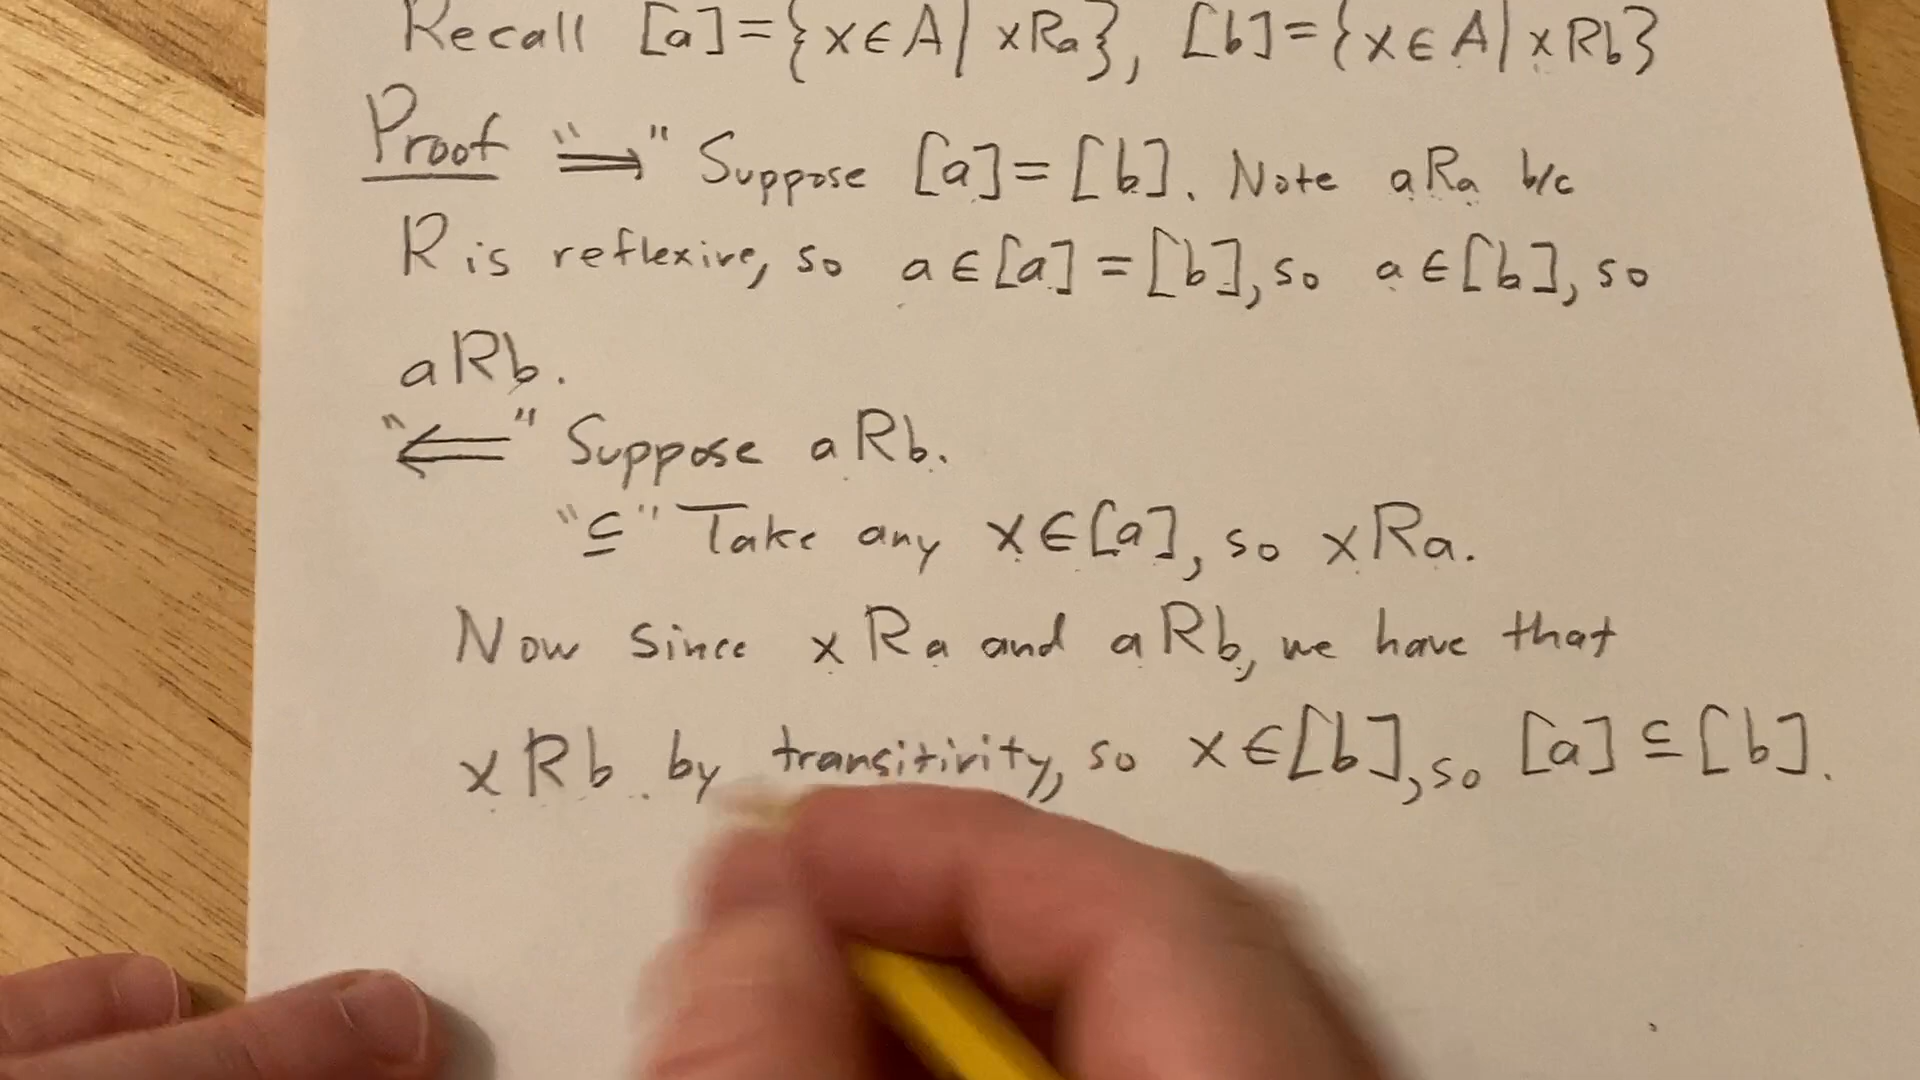 Recall [a]={x∈A| xRa}, [b]={x∈A| xRb}
Proof "⟹" Suppose [a]=[b]. Note aRa b/c
R is reflexive, so a∈[a]=[b], so a∈[b], so
aRb.
"⟸" Suppose aRb.
"⊆" Take any x∈[a], so xRa.
Now since xRa and aRb, we have that
xRb by transitivity, so x∈[b], so [a]⊆[b].